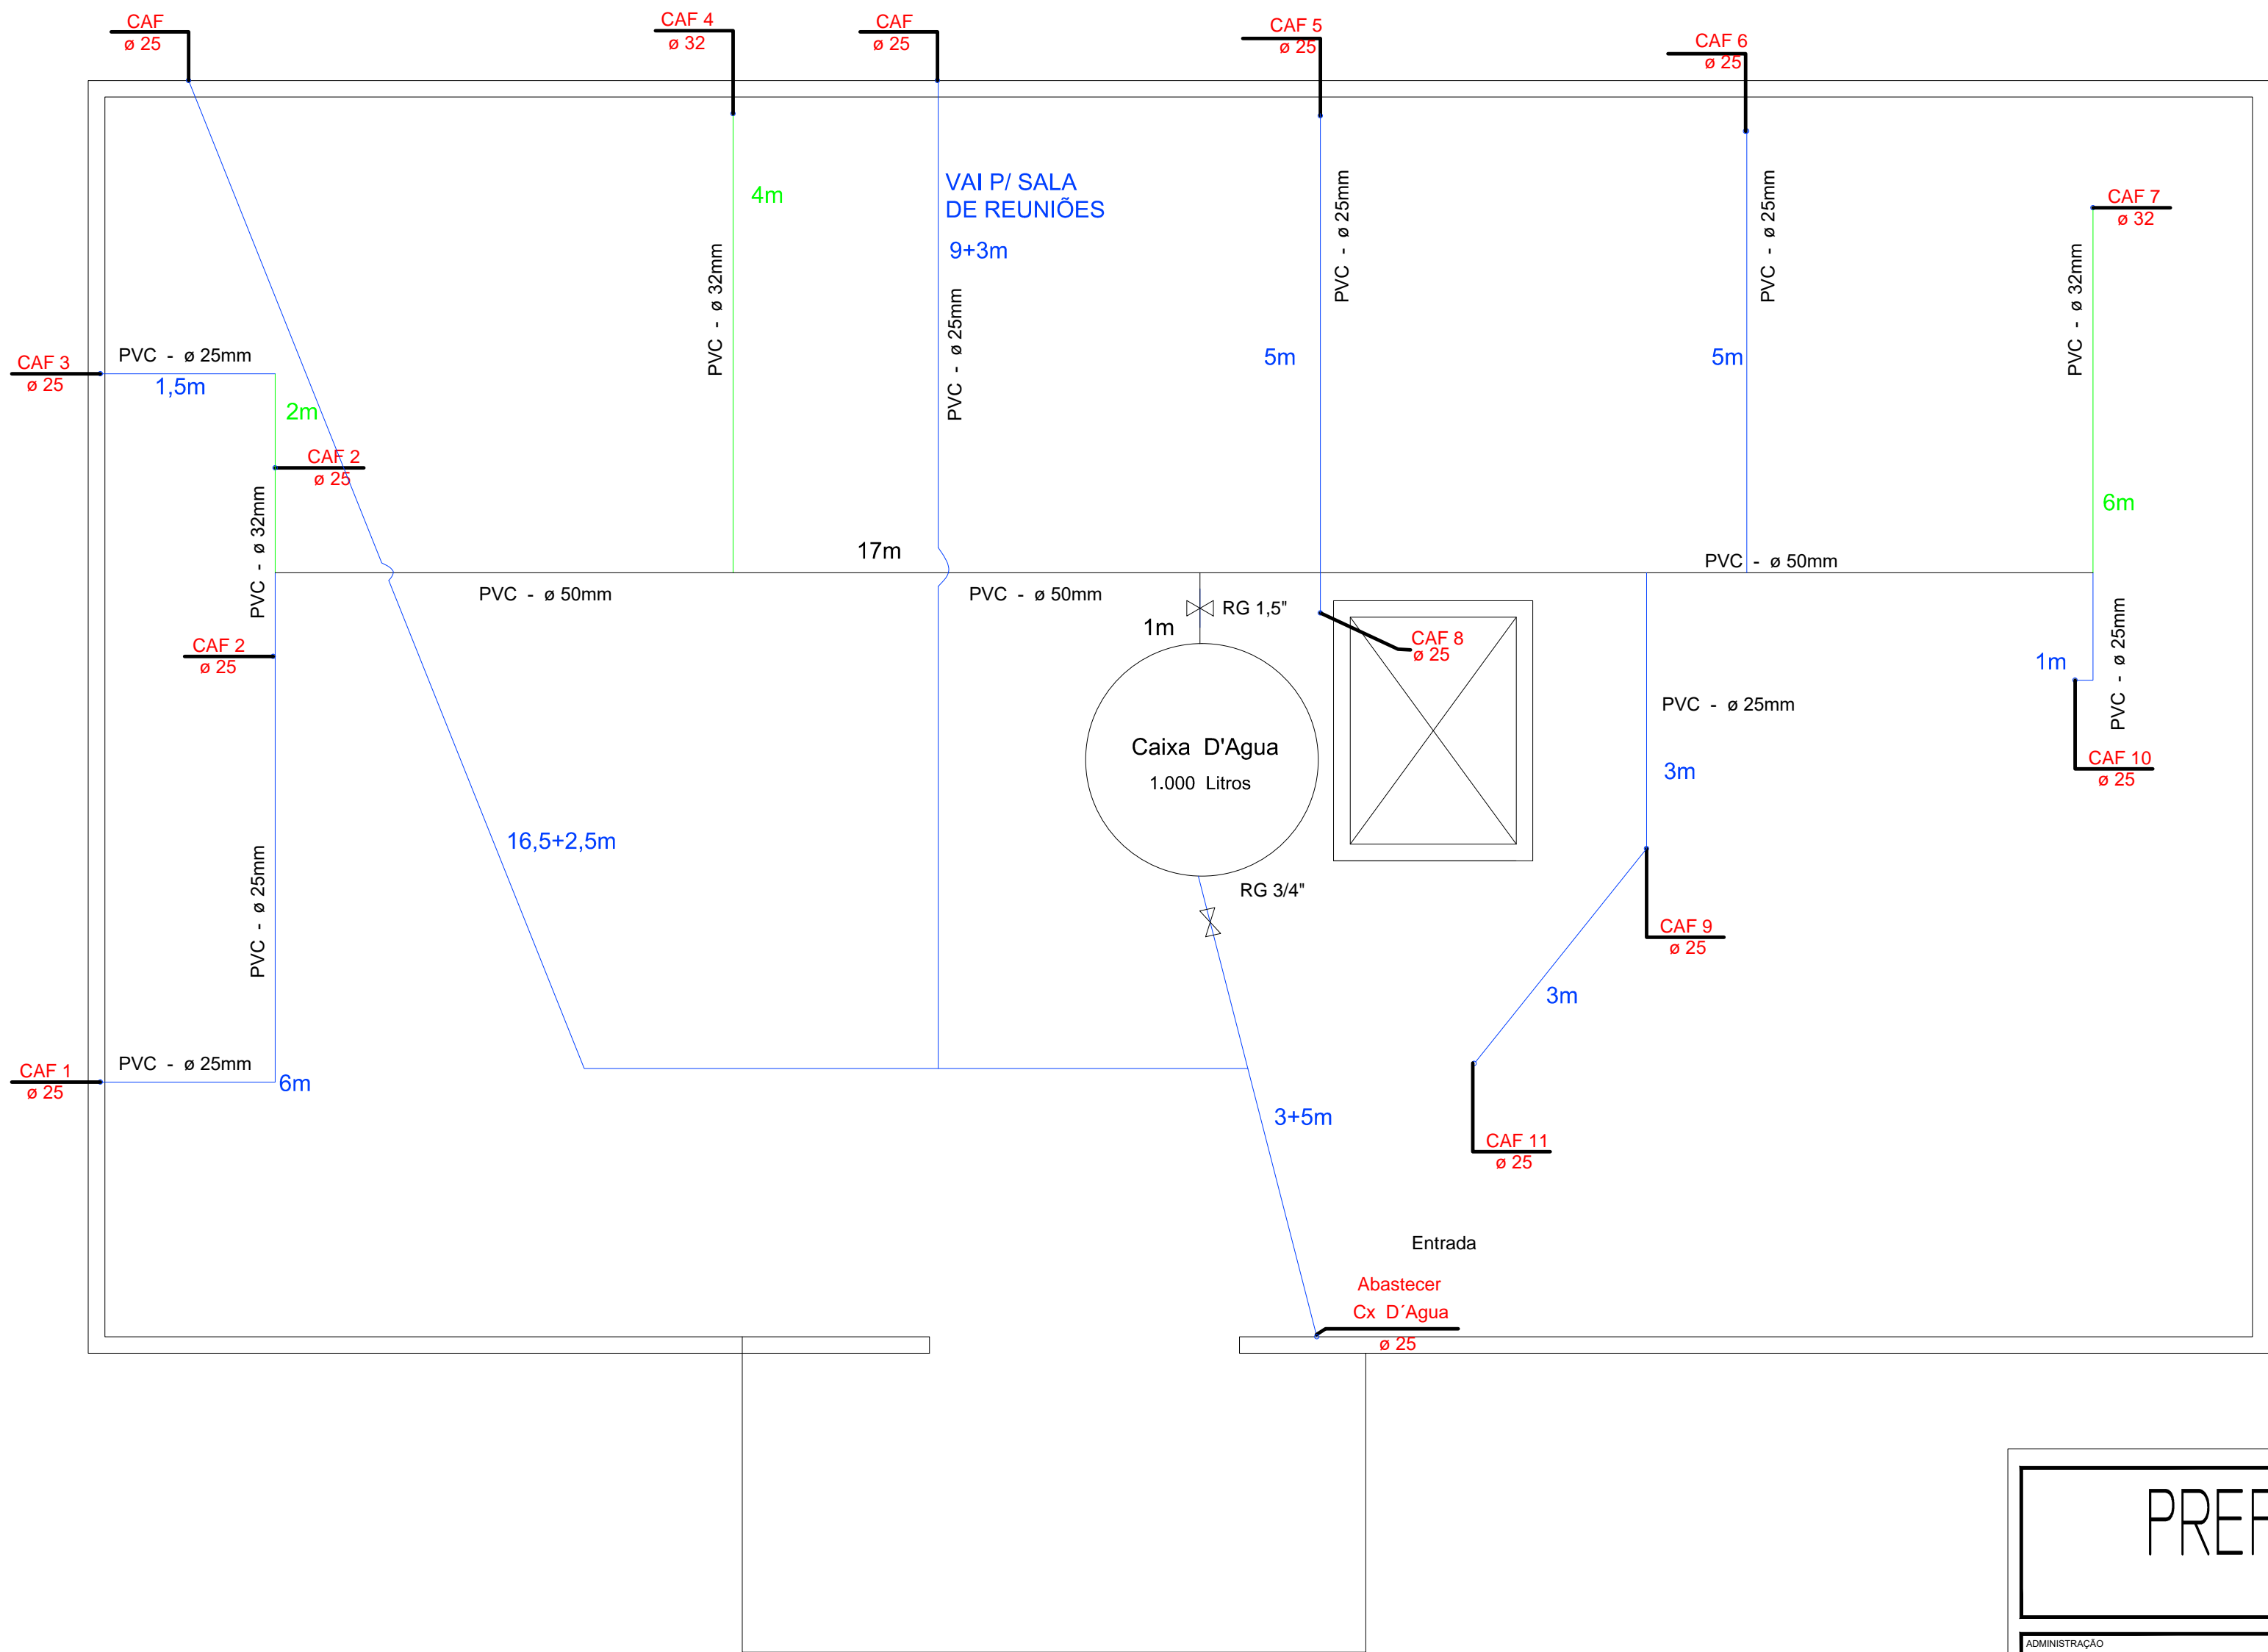 CAF
ø 25
CAF 4
ø 32
CAF
ø 25
CAF 5
ø 25
CAF 6
ø 25
VAI P/ SALA
DE REUNIÕES
9+3m
4m
PVC - ø 32mm
PVC - ø 25mm
PVC - ø 25mm
PVC - ø 25mm
CAF 7
ø 32
PVC - ø 32mm
CAF 3
ø 25
PVC - ø 25mm
1,5m
2m
5m
5m
CAF 2
ø 25
6m
PVC - ø 32mm
17m
PVC - ø 50mm
PVC - ø 50mm
PVC - ø 50mm
RG 1,5"
1m
CAF 8
ø 25
CAF 2
ø 25
1m
PVC - ø 25mm
PVC - ø 25mm
Caixa D'Agua
1.000 Litros
3m
CAF 10
ø 25
16,5+2,5m
PVC - ø 25mm
RG 3/4"
CAF 9
ø 25
3m
CAF 1
ø 25
PVC - ø 25mm
6m
3+5m
CAF 11
ø 25
Entrada
Abastecer
Cx D´Agua
ø 25
PREF
ADMINISTRAÇÃO